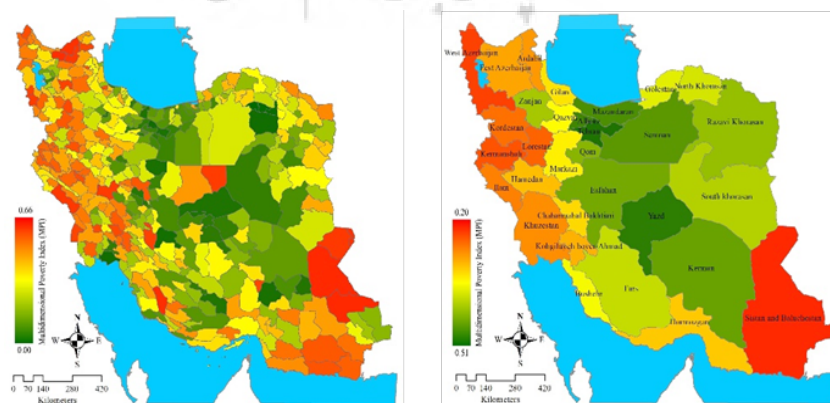 0.66
Multidimensional Poverty Index (MPI)
0.00
N
W E
S
0 70 140 280 420
Kilometers
West Azerbaijan
Ardabil
East Azerbaijan
Gilan
Zanjan
Golestan
North Khorasan
Qazvin
Mazandaran
Razavi Khorasan
Alborz
Tehran
Semnan
Kordestan
Lorestan
Kermanshah
Qom
Markazi
Ilam
Hamedan
Esfahan
South khorasan
Chaharmahal Bakhtiari
Khuzestan
Yazd
Kerman
Fars
Bushehr
Hormozgan
Sistan and Baluchestan
0.20
Multidimensional Poverty Index (MPI)
0.51
N
W E
S
0 70 140 280 420
Kilometers